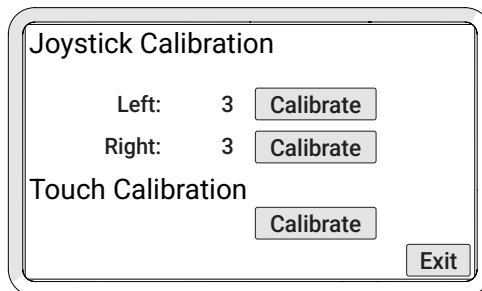 Joystick Calibration
Left: 3 Calibrate
Right: 3 Calibrate
Touch Calibration
Calibrate
Exit